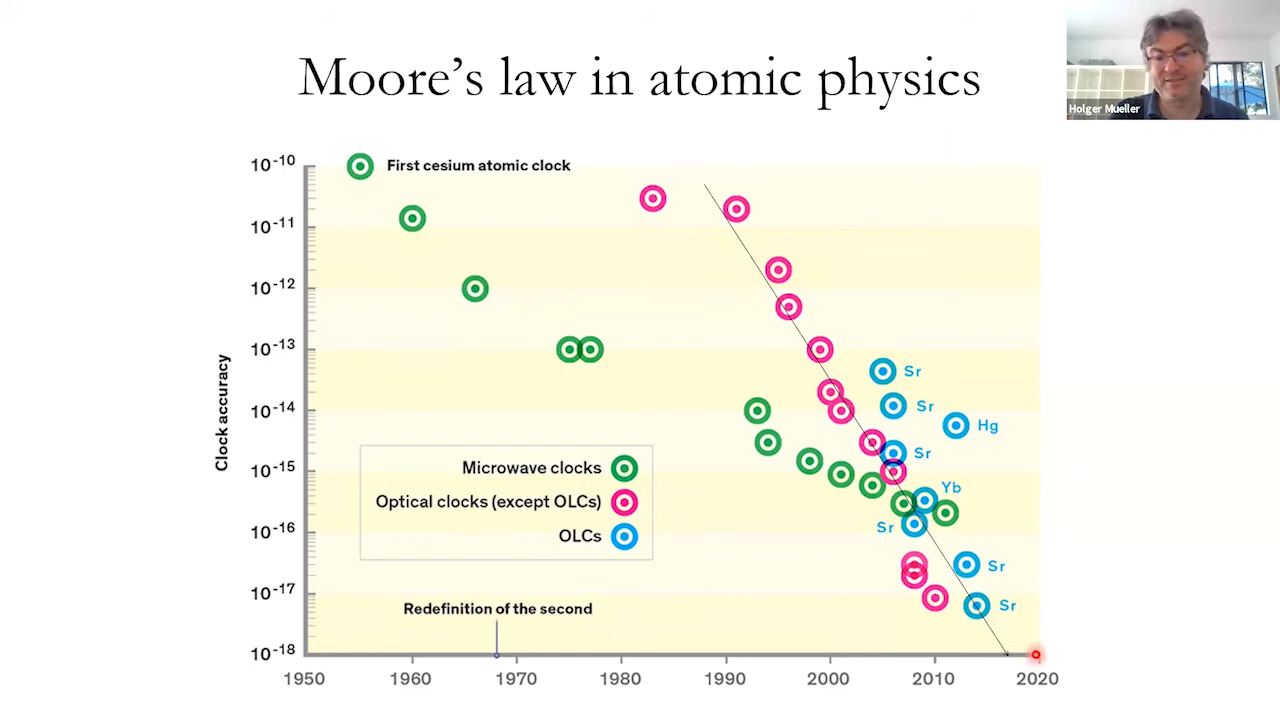 Moore's law in atomic physics
Holger Mueller
Clock accuracy
10-10
10-11
10-12
10-13
10-14
10-15
10-16
10-17
10-18
First cesium atomic clock
Sr
Sr
Hg
Sr
Yb
Sr
Sr
Sr
Microwave clocks
Optical clocks (except OLCs)
OLCs
Redefinition of the second
1950 1960 1970 1980 1990 2000 2010 2020